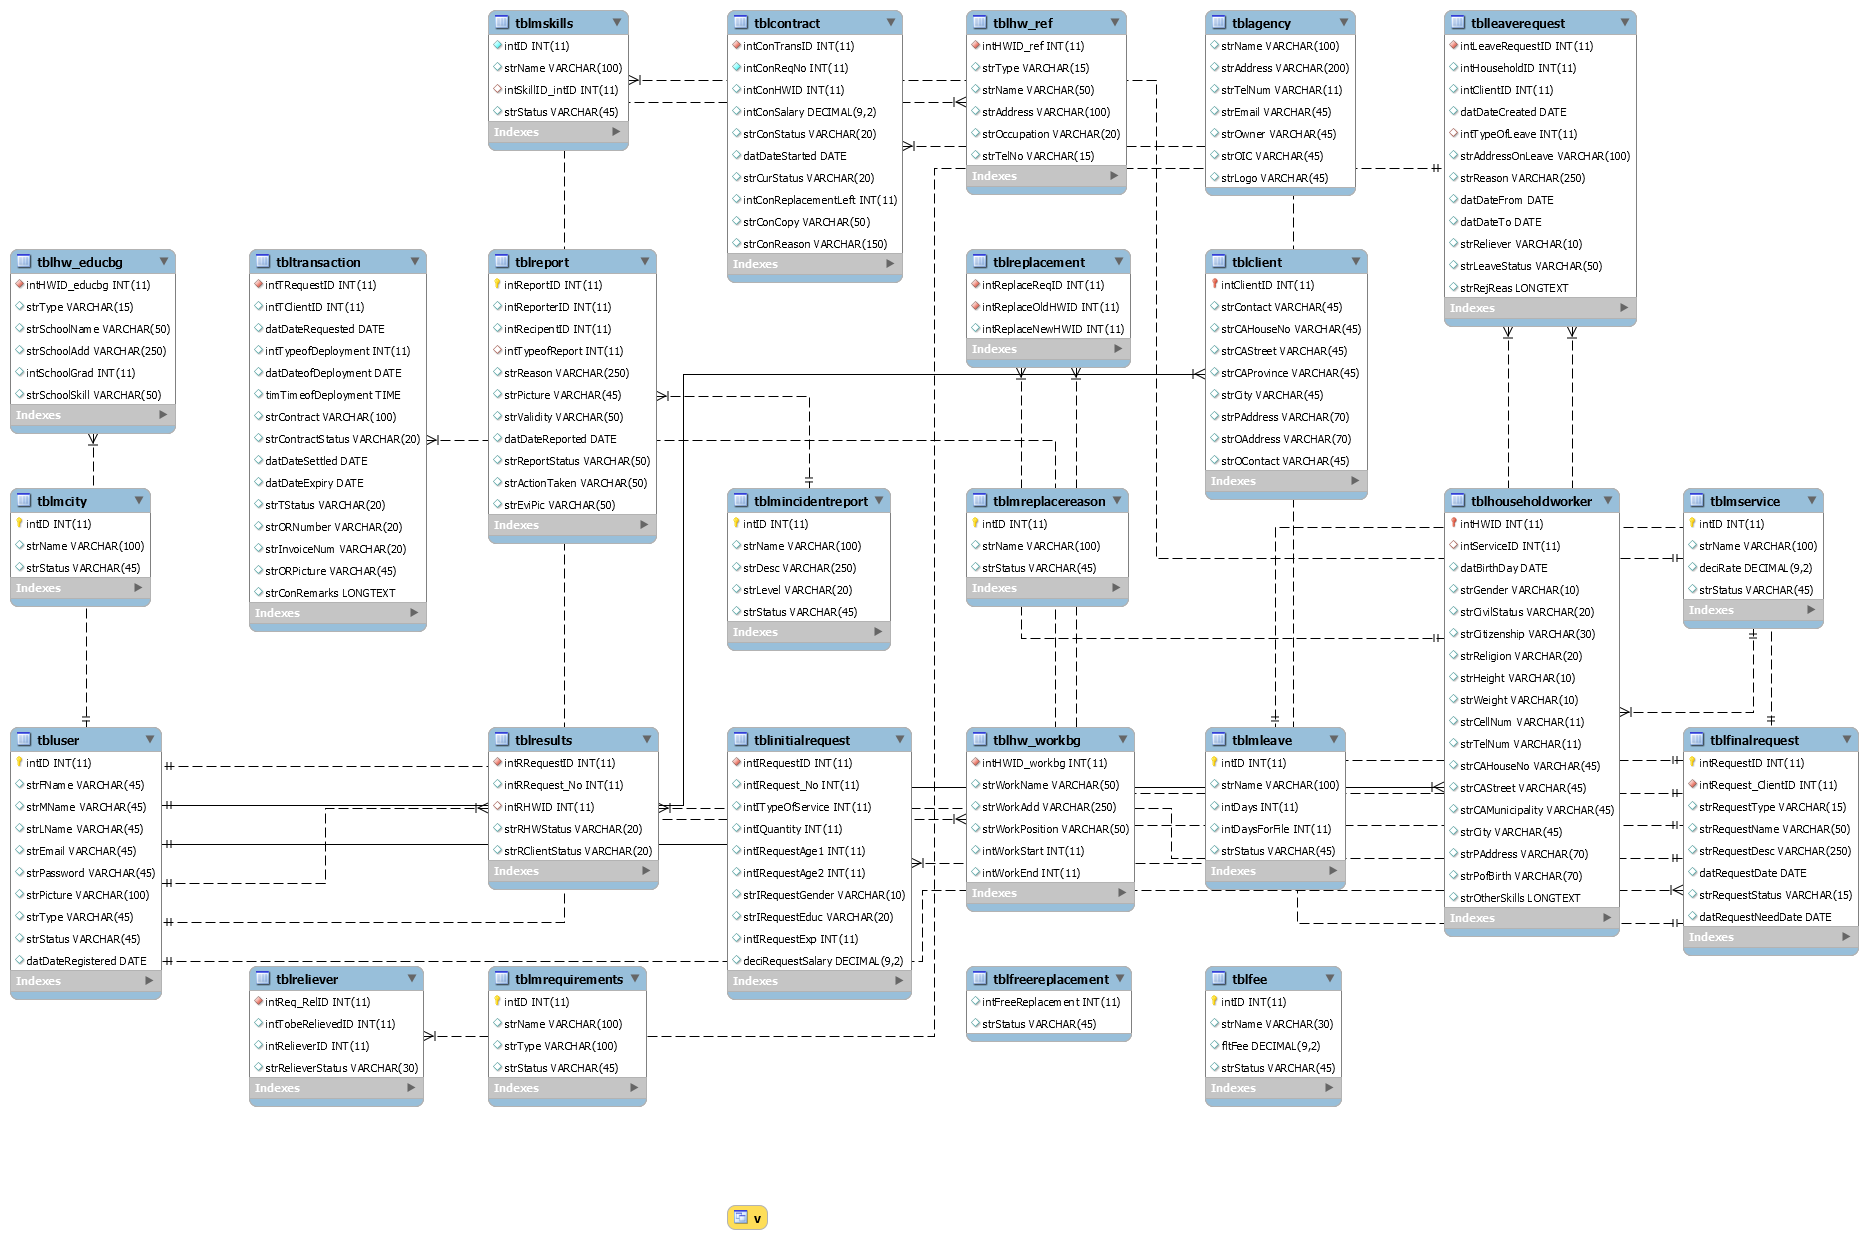 tblmskills
intID INT(11)
strName VARCHAR(100)
intSkillID_intID INT(11)
strStatus VARCHAR(45)
Indexes
tblcontract
intConTransID INT(11)
intConReqNo INT(11)
intConHWID INT(11)
intConSalary DECIMAL(9,2)
strConStatus VARCHAR(20)
datDateStarted DATE
strCurStatus VARCHAR(20)
intConReplacementLeft INT(11)
strConCopy VARCHAR(50)
strConReason VARCHAR(150)
Indexes
tblhw_ref
intHWID_ref INT(11)
strType VARCHAR(15)
strName VARCHAR(50)
strAddress VARCHAR(100)
strOccupation VARCHAR(20)
strTelNo VARCHAR(15)
Indexes
tblagency
strName VARCHAR(100)
strAddress VARCHAR(200)
strTelNum VARCHAR(11)
strEmail VARCHAR(45)
strOwner VARCHAR(45)
strOIC VARCHAR(45)
strLogo VARCHAR(45)
tblleaverequest
intLeaveRequestID INT(11)
intHouseholdID INT(11)
intClientID INT(11)
datDateCreated DATE
intTypeOfLeave INT(11)
strAddressOnLeave VARCHAR(100)
strReason VARCHAR(250)
datDateFrom DATE
datDateTo DATE
strReliever VARCHAR(10)
strLeaveStatus VARCHAR(50)
strRejReas LONGTEXT
Indexes
tblhw_educbg
intHWID_educbg INT(11)
strType VARCHAR(15)
strSchoolName VARCHAR(50)
strSchoolAdd VARCHAR(250)
intSchoolGrad INT(11)
strSchoolSkill VARCHAR(50)
Indexes
tbltransaction
intTRequestID INT(11)
intTClientID INT(11)
datDateRequested DATE
intTypeofDeployment INT(11)
datDateofDeployment DATE
timTimeofDeployment TIME
strContract VARCHAR(100)
strContractStatus VARCHAR(20)
datDateSettled DATE
datDateExpiry DATE
strTStatus VARCHAR(20)
strORNumber VARCHAR(20)
strInvoiceNum VARCHAR(20)
strORPicture VARCHAR(45)
strConRemarks LONGTEXT
Indexes
tblreport
intReportID INT(11)
intReporterID INT(11)
intRecipentID INT(11)
intTypeofReport INT(11)
strReason VARCHAR(250)
strPicture VARCHAR(45)
strValidity VARCHAR(50)
datDateReported DATE
strReportStatus VARCHAR(50)
strActionTaken VARCHAR(50)
strEviPic VARCHAR(50)
Indexes
tblreplacement
intReplaceReqID INT(11)
intReplaceOldHWID INT(11)
intReplaceNewHWID INT(11)
Indexes
tblclient
intClientID INT(11)
strContact VARCHAR(45)
strCAHouseNo VARCHAR(45)
strCAStreet VARCHAR(45)
strCAProvince VARCHAR(45)
strCity VARCHAR(45)
strPAddress VARCHAR(70)
strOAddress VARCHAR(70)
strOContact VARCHAR(45)
Indexes
tblmcity
intID INT(11)
strName VARCHAR(100)
strStatus VARCHAR(45)
Indexes
tblmincidentreport
intID INT(11)
strName VARCHAR(100)
strDesc VARCHAR(250)
strLevel VARCHAR(20)
strStatus VARCHAR(45)
Indexes
tblmreplacereason
intID INT(11)
strName VARCHAR(100)
strStatus VARCHAR(45)
Indexes
tblhouseholdworker
intHWID INT(11)
intServiceID INT(11)
datBirthDay DATE
strGender VARCHAR(10)
strCivilStatus VARCHAR(20)
strCitizenship VARCHAR(30)
strReligion VARCHAR(20)
strHeight VARCHAR(10)
strWeight VARCHAR(10)
strCellNum VARCHAR(11)
strTelNum VARCHAR(11)
strCAHouseNo VARCHAR(45)
strCAStreet VARCHAR(45)
strCAMunicipality VARCHAR(45)
strCity VARCHAR(45)
strPAddress VARCHAR(70)
strPofBirth VARCHAR(70)
strOtherSkills LONGTEXT
Indexes
tblmservice
intID INT(11)
strName VARCHAR(100)
deciRate DECIMAL(9,2)
strStatus VARCHAR(45)
Indexes
tbluser
intID INT(11)
strFName VARCHAR(45)
strMName VARCHAR(45)
strLName VARCHAR(45)
strEmail VARCHAR(45)
strPassword VARCHAR(45)
strPicture VARCHAR(100)
strType VARCHAR(45)
strStatus VARCHAR(45)
datDateRegistered DATE
Indexes
tblresults
intRRequestID INT(11)
intRRequest_No INT(11)
intRHWID INT(11)
strRHWStatus VARCHAR(20)
strRClientStatus VARCHAR(20)
Indexes
tblinitialrequest
intIRequestID INT(11)
intIRequest_No INT(11)
intITypeOfService INT(11)
intIQuantity INT(11)
intIRequestAge1 INT(11)
intIRequestAge2 INT(11)
strIRequestGender VARCHAR(10)
strIRequestEduc VARCHAR(20)
intIRequestExp INT(11)
deciRequestSalary DECIMAL(9,2)
Indexes
tblhw_workbg
intHWID_workbg INT(11)
strWorkName VARCHAR(50)
strWorkAdd VARCHAR(250)
strWorkPosition VARCHAR(50)
intWorkStart INT(11)
intWorkEnd INT(11)
Indexes
tblmleave
intID INT(11)
strName VARCHAR(100)
intDays INT(11)
intDaysForFile INT(11)
strStatus VARCHAR(45)
Indexes
tblfinalrequest
intRequestID INT(11)
intRequest_ClientID INT(11)
strRequestType VARCHAR(15)
strRequestName VARCHAR(50)
strRequestDesc VARCHAR(250)
datRequestDate DATE
strRequestStatus VARCHAR(15)
datRequestNeedDate DATE
Indexes
tblreliever
intReq_RelID INT(11)
intTobeRelievedID INT(11)
intRelieverID INT(11)
strRelieverStatus VARCHAR(30)
Indexes
tblmrequirements
intID INT(11)
strName VARCHAR(100)
strType VARCHAR(100)
strStatus VARCHAR(45)
Indexes
tblfreereplacement
intFreeReplacement INT(11)
strStatus VARCHAR(45)
tblfee
intID INT(11)
strName VARCHAR(30)
fltFee DECIMAL(9,2)
strStatus VARCHAR(45)
Indexes
v